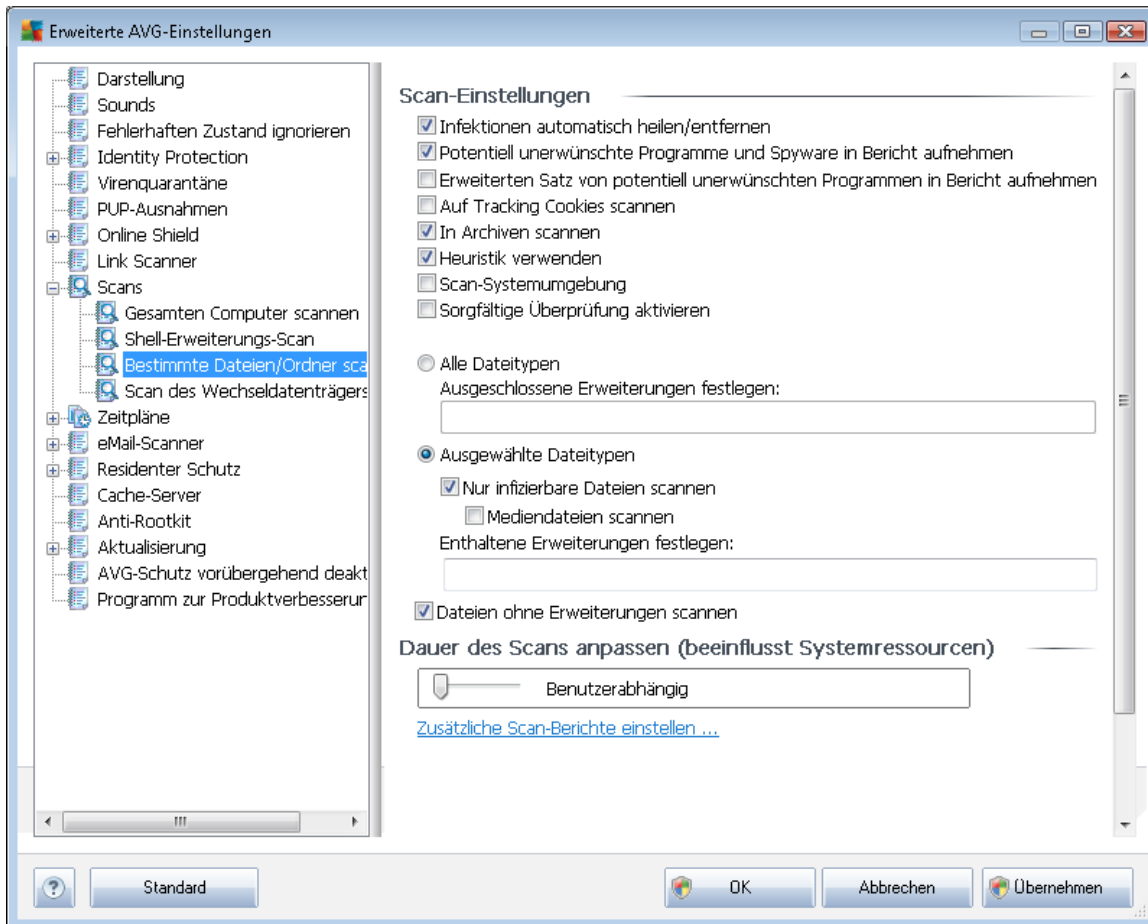 Erweiterte AVG-Einstellungen
Darstellung
Sounds
Fehlerhaften Zustand ignorieren
Identity Protection
Virenquarantäne
PUP-Ausnahmen
Online Shield
Link Scanner
Scans
Gesamten Computer scannen
Shell-Erweiterungs-Scan
Bestimmte Dateien/Ordner sca
Scan des Wechseldatenträgers
Zeitpläne
eMail-Scanner
Residenter Schutz
Cache-Server
Anti-Rootkit
Aktualisierung
AVG-Schutz vorübergehend deakt
Programm zur Produktverbesserur
Scan-Einstellungen
Infektionen automatisch heilen/entfernen
Potentiell unerwünschte Programme und Spyware in Bericht aufnehmen
Erweiterten Satz von potentiell unerwünschten Programmen in Bericht aufnehmen
Auf Tracking Cookies scannen
In Archiven scannen
Heuristik verwenden
Scan-Systemumgebung
Sorgfältige Überprüfung aktivieren
Alle Dateitypen
Ausgeschlossene Erweiterungen festlegen:
Ausgewählte Dateitypen
Nur infizierbare Dateien scannen
Mediendateien scannen
Enthaltene Erweiterungen festlegen:
Dateien ohne Erweiterungen scannen
Dauer des Scans anpassen (beeinflusst Systemressourcen)
Benutzerabhängig
Zusätzliche Scan-Berichte einstellen ...
? Standard OK Abbrechen Übernehmen